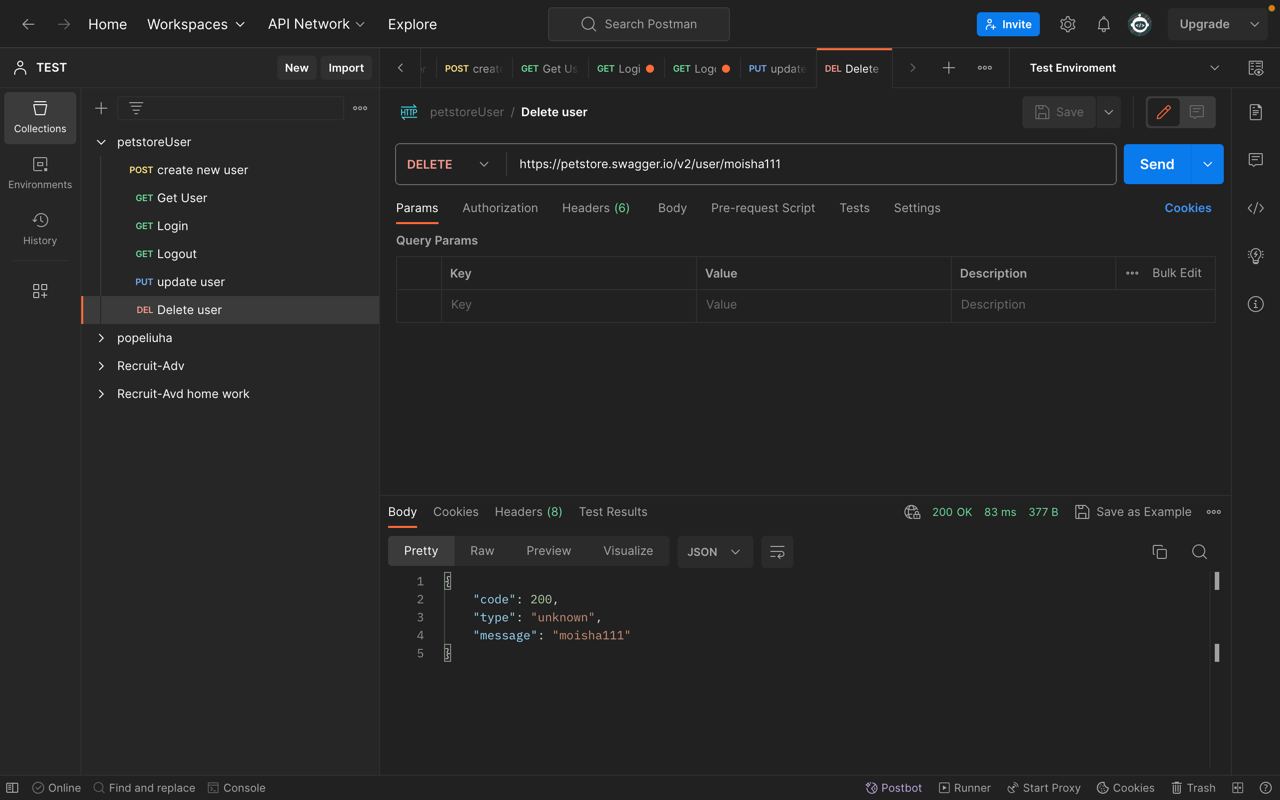 Home Workspaces API Network Explore Search Postman Invite Upgrade
TEST New Import
POST create Get Us GET Logi GET Logo PUT update DEL Delete Test Enviroment
Collections
Environments
History
petstoreUser
POST create new user
GET Get User
GET Login
GET Logout
PUT update user
DEL Delete user
popeliuha
Recruit-Adv
Recruit-Avd home work
HTTP petstoreUser / Delete user Save
DELETE https://petstore.swagger.io/v2/user/moisha111 Send
Params Authorization Headers (6) Body Pre-request Script Tests Settings Cookies
Query Params
Key Value Description Bulk Edit
Key Value Description
Body Cookies Headers (8) Test Results 200 OK 83 ms 377 B Save as Example
Pretty Raw Preview Visualize JSON
1 {
2 "code": 200,
3 "type": "unknown",
4 "message": "moisha111"
5 }
Online Find and replace Console Postbot Runner Start Proxy Cookies Trash